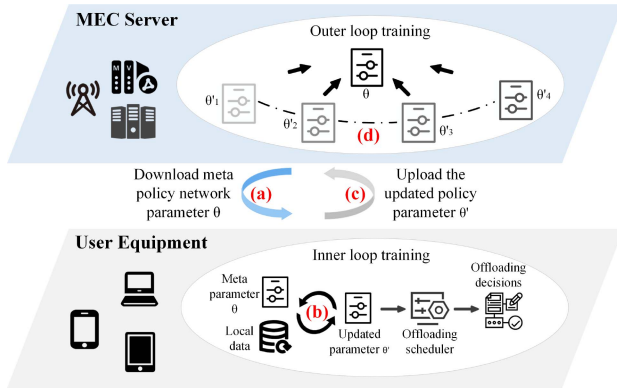 MEC Server
Outer loop training
M V
θ
θ'1
θ'2
θ'3
θ'4
(d)
Download meta
policy network
parameter θ
(a)
(c)
Upload the
updated policy
parameter θ'
User Equipment
Inner loop training
Meta
parameter
θ
Local
data
(b)
Updated
parameter θ'
Offloading
scheduler
Offloading
decisions